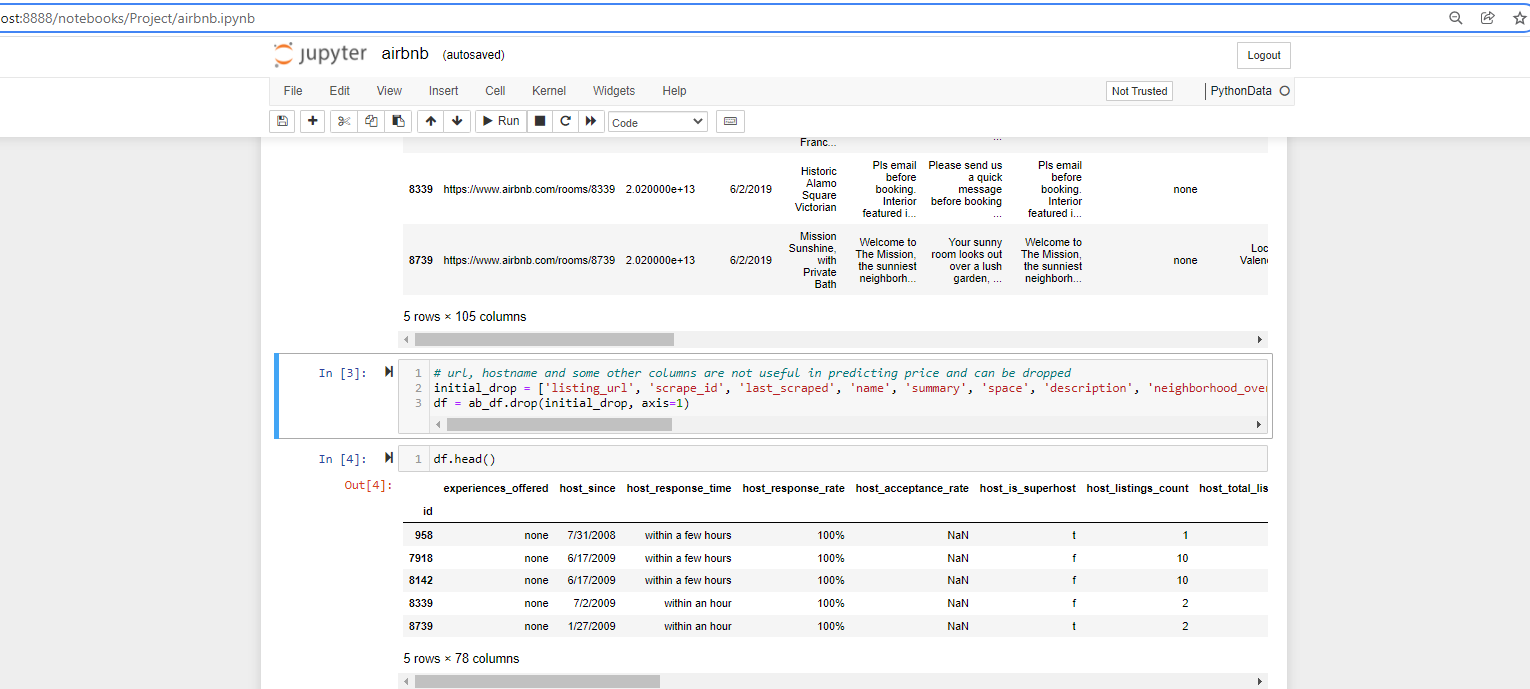 ost:8888/notebooks/Project/airbnb.ipynb
jupyter airbnb (autosaved)
Logout
File Edit View Insert Cell Kernel Widgets Help
Not Trusted
PythonData
Run
Code
Franc... ...
8339 https://www.airbnb.com/rooms/8339 2.020000e+13 6/2/2019 Historic Alamo Square Victorian Pls email before booking. Interior featured i... Please send us a quick message before booking ... Pls email before booking. Interior featured i... none
8739 https://www.airbnb.com/rooms/8739 2.020000e+13 6/2/2019 Mission Sunshine, with Private Bath Welcome to The Mission, the sunniest neighborh... Your sunny room looks out over a lush garden, ... Welcome to The Mission, the sunniest neighborh... none Loc Valen
5 rows × 105 columns
In [3]:
1 # url, hostname and some other columns are not useful in predicting price and can be dropped
2 initial_drop = ['listing_url', 'scrape_id', 'last_scraped', 'name', 'summary', 'space', 'description', 'neighborhood_over
3 df = ab_df.drop(initial_drop, axis=1)
In [4]:
1 df.head()
Out[4]:
experiences_offered host_since host_response_time host_response_rate host_acceptance_rate host_is_superhost host_listings_count host_total_lis
id
958 none 7/31/2008 within a few hours 100% NaN t 1
7918 none 6/17/2009 within a few hours 100% NaN f 10
8142 none 6/17/2009 within a few hours 100% NaN f 10
8339 none 7/2/2009 within an hour 100% NaN f 2
8739 none 1/27/2009 within an hour 100% NaN t 2
5 rows × 78 columns